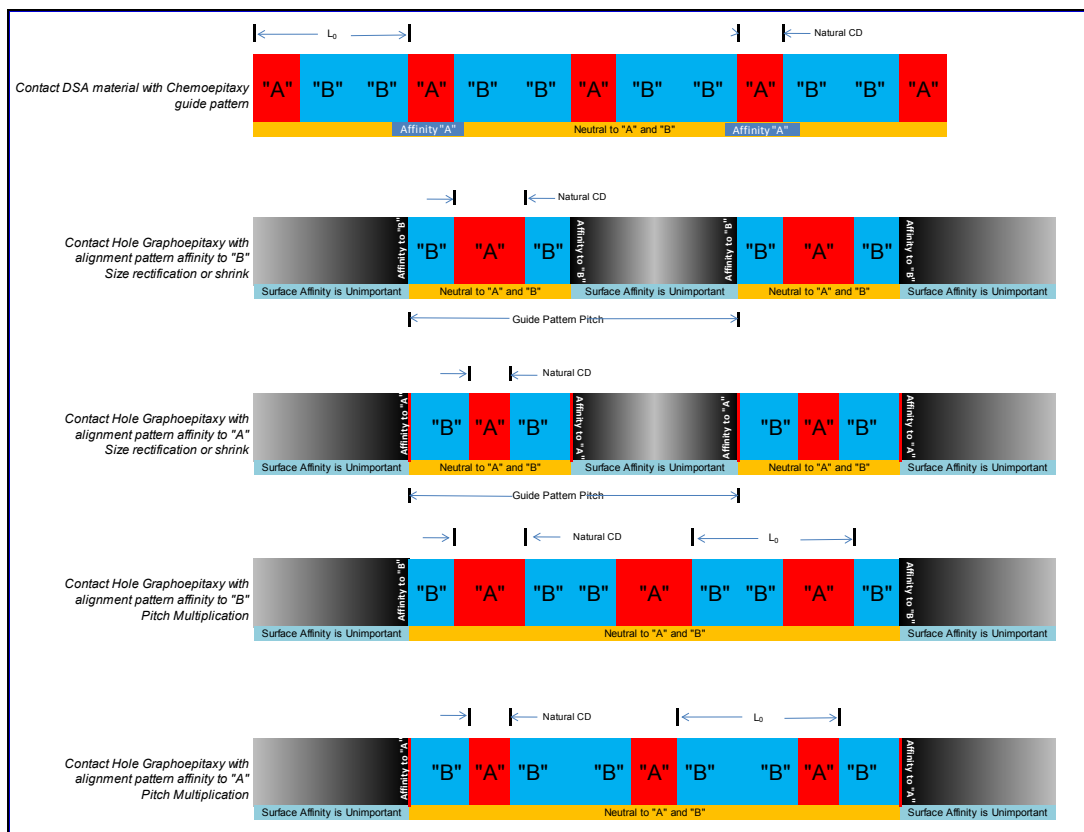 L₀
Natural CD
Contact DSA material with Chemoepitaxy
guide pattern
"A" "B" "B" "A" "B" "B" "A" "B" "B" "A" "B" "B" "A"
Affinity "A" Neutral to "A" and "B" Affinity "A"
Natural CD
Contact Hole Graphoepitaxy with
alignment pattern affinity to "B"
Size rectification or shrink
Affinity to "B" "B" "A" "B" Affinity to "B" Affinity to "B" "B" "A" "B" Affinity to "B"
Surface Affinity is Unimportant Neutral to "A" and "B" Surface Affinity is Unimportant Neutral to "A" and "B" Surface Affinity is Unimportant
Guide Pattern Pitch
Natural CD
Contact Hole Graphoepitaxy with
alignment pattern affinity to "A"
Size rectification or shrink
Affinity to "A" "B" "A" "B" Affinity to "A" Affinity to "A" "B" "A" "B" Affinity to "A"
Surface Affinity is Unimportant Neutral to "A" and "B" Surface Affinity is Unimportant Neutral to "A" and "B" Surface Affinity is Unimportant
Guide Pattern Pitch
Natural CD L₀
Contact Hole Graphoepitaxy with
alignment pattern affinity to "B"
Pitch Multiplication
Affinity to "B" "B" "A" "B" "B" "A" "B" "B" "A" "B" Affinity to "B"
Surface Affinity is Unimportant Neutral to "A" and "B" Surface Affinity is Unimportant
Natural CD L₀
Contact Hole Graphoepitaxy with
alignment pattern affinity to "A"
Pitch Multiplication
Affinity to "A" "B" "A" "B" "B" "A" "B" "B" "A" "B" Affinity to "A"
Surface Affinity is Unimportant Neutral to "A" and "B" Surface Affinity is Unimportant